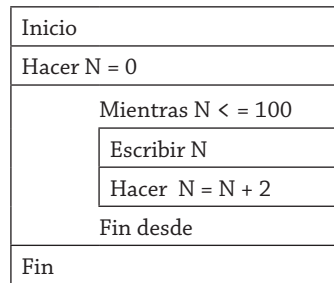 Inicio
Hacer N = 0
Mientras N < = 100
Escribir N
Hacer N = N + 2
Fin desde
Fin